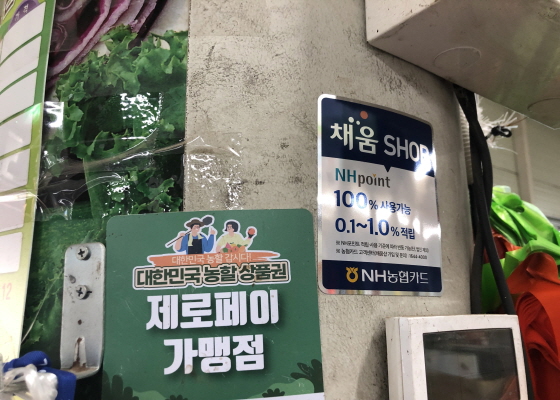 채움 SHOP
NHpoint
100% 사용가능
0.1~1.0% 적립
NH농협카드
대한민국 농할 갑시다!
대한민국 농할 상품권
제로페이
가맹점
12